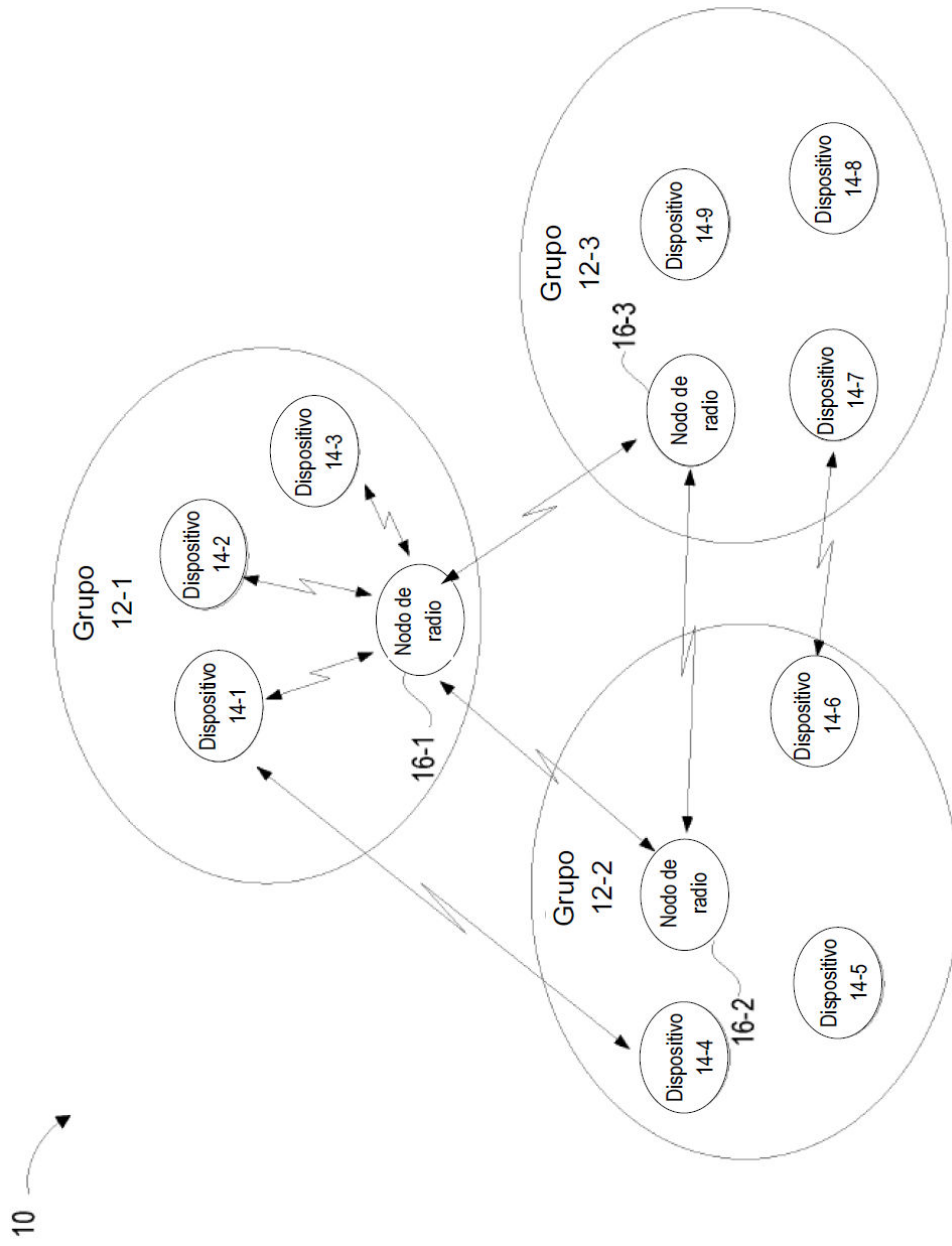 10
Grupo
12-1
Dispositivo
14-1
Dispositivo
14-2
Dispositivo
14-3
Nodo de
radio
16-1
Grupo
12-2
Dispositivo
14-4
Nodo de
radio
16-2
Dispositivo
14-5
Dispositivo
14-6
Grupo
12-3
16-3
Nodo de
radio
Dispositivo
14-9
Dispositivo
14-7
Dispositivo
14-8